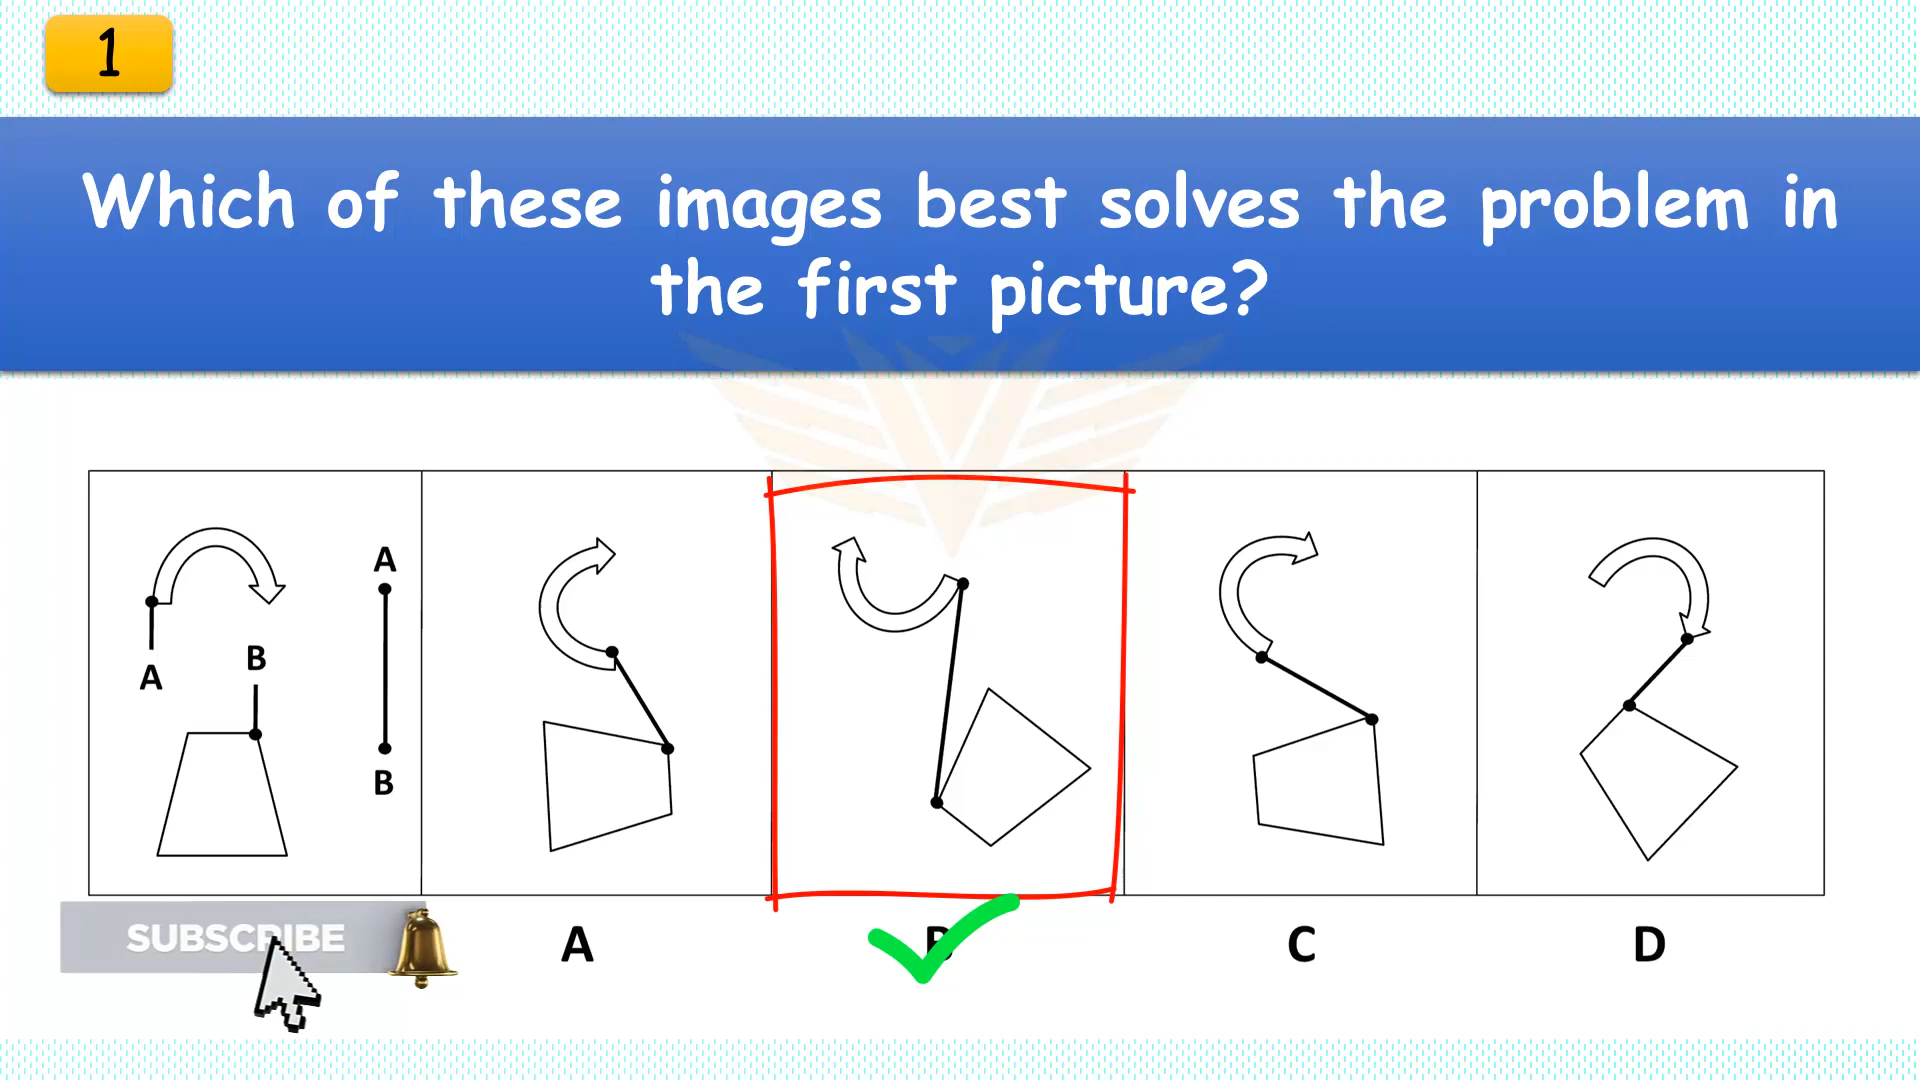 1
Which of these images best solves the problem in
the first picture?
A
B
A
B
SUBSCRIBE
A
B
C
D